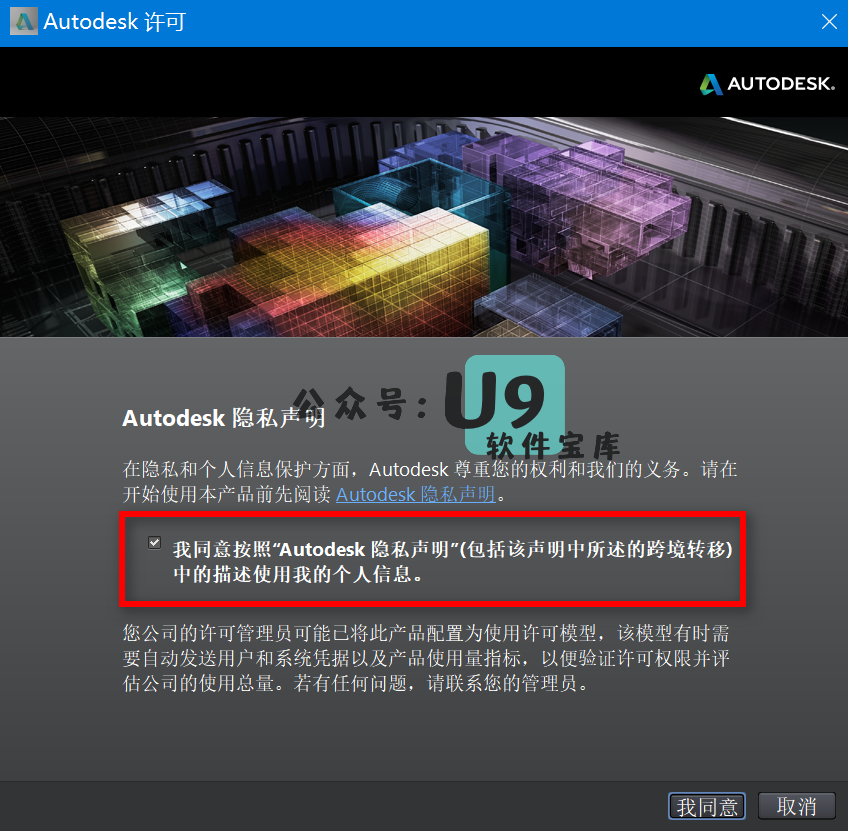 Autodesk 许可
AUTODESK.
公众号：U9
软件宝库
Autodesk 隐私声明
在隐私和个人信息保护方面，Autodesk 尊重您的权利和我们的义务。请在
开始使用本产品前先阅读 Autodesk 隐私声明。
我同意按照“Autodesk 隐私声明”(包括该声明中所述的跨境转移)
中的描述使用我的个人信息。
您公司的许可管理员可能已将此产品配置为使用许可模型，该模型有时需
要自动发送用户和系统凭据以及产品使用量指标，以便验证许可权限并评
估公司的使用总量。若有任何问题，请联系您的管理员。
我同意
取消